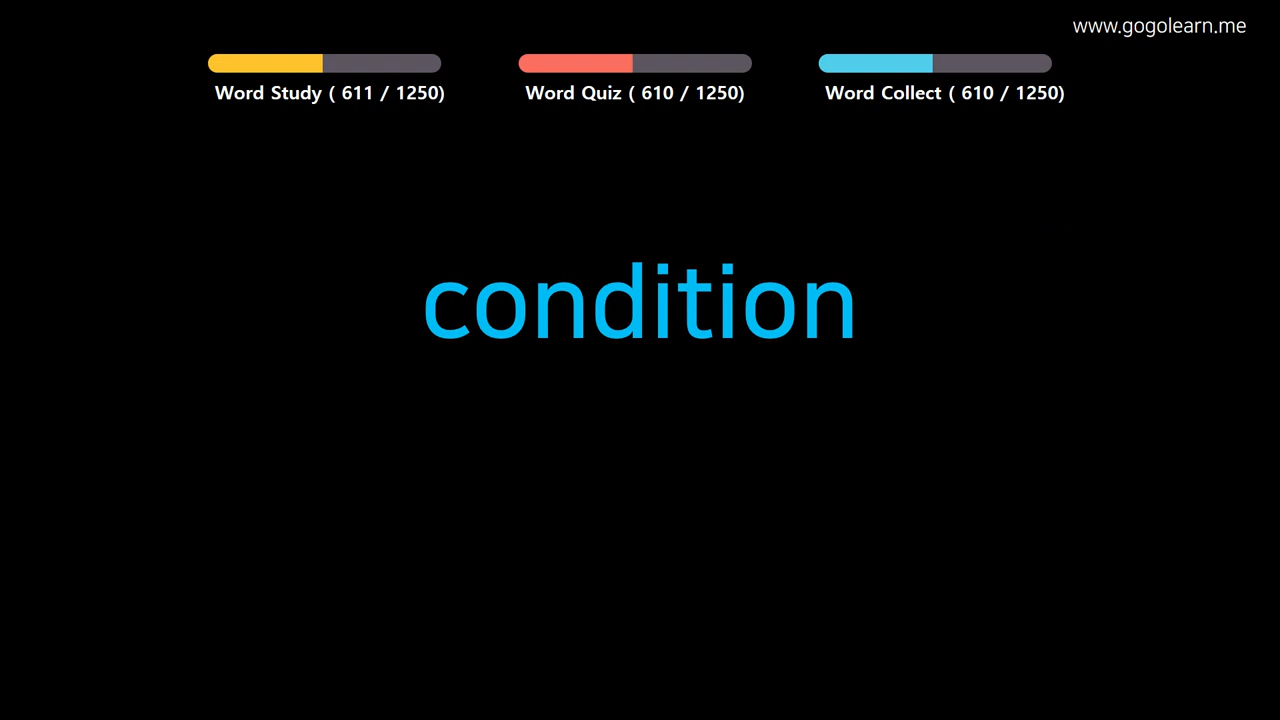 www.gogolearn.me
Word Study ( 611 / 1250)
Word Quiz ( 610 / 1250)
Word Collect ( 610 / 1250)
condition